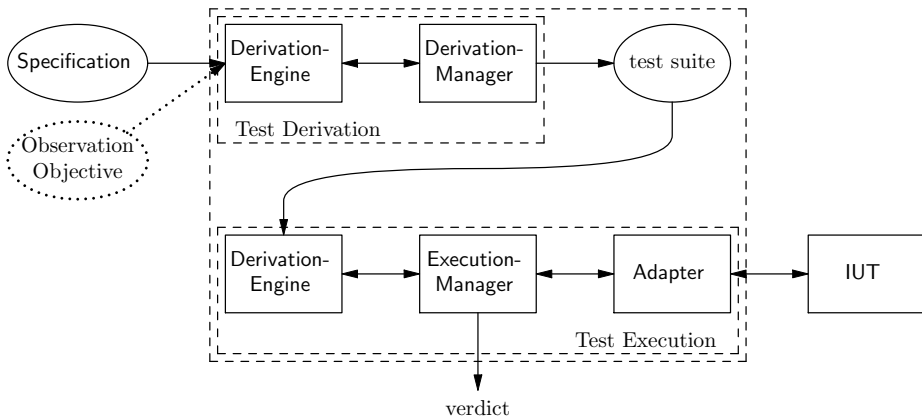 Specification
Derivation-
Engine
Derivation-
Manager
test suite
Test Derivation
Observation
Objective
Derivation-
Engine
Execution-
Manager
Adapter
IUT
Test Execution
verdict